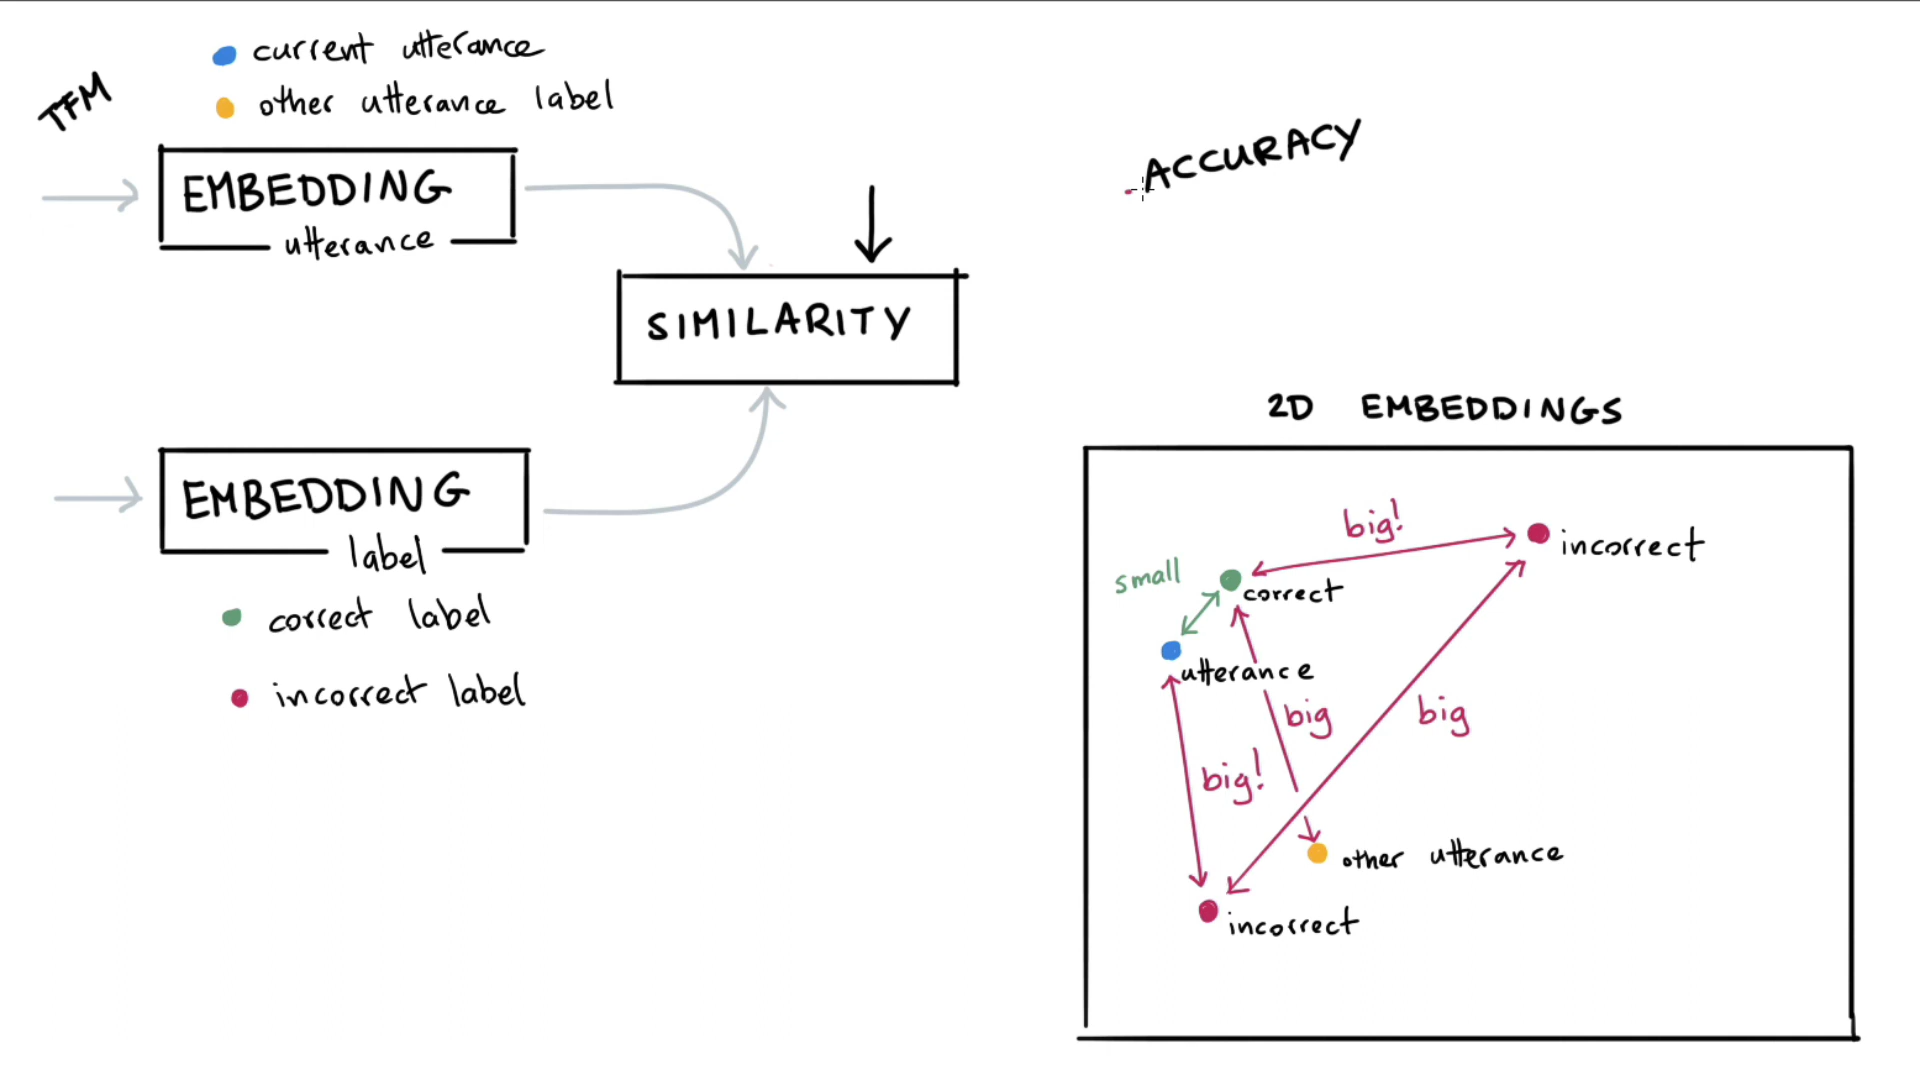 TFM
current utterance
other utterance label
EMBEDDING
utterance
SIMILARITY
EMBEDDING
label
correct label
incorrect label
ACCURACY
2D EMBEDDINGS
big!
incorrect
small
correct
utterance
big
big
big!
other utterance
incorrect